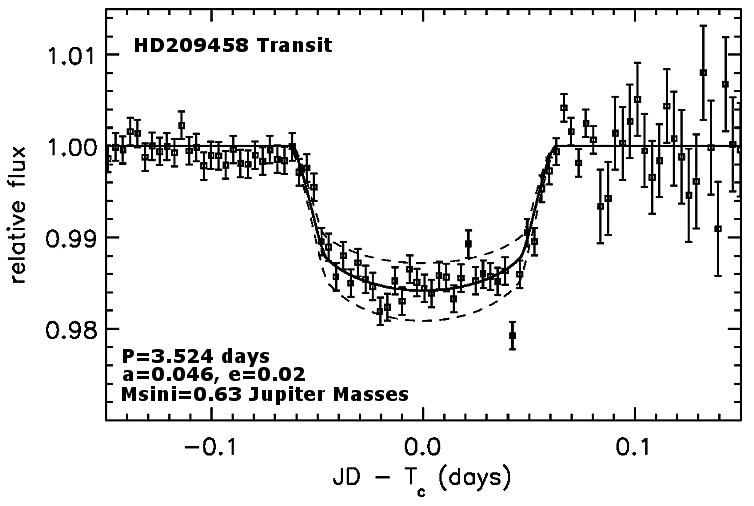 HD209458 Transit
1.01
1.00
0.99
0.98
relative flux
P=3.524 days
a=0.046, e=0.02
Msini=0.63 Jupiter Masses
−0.1 0.0 0.1
JD − Tc (days)